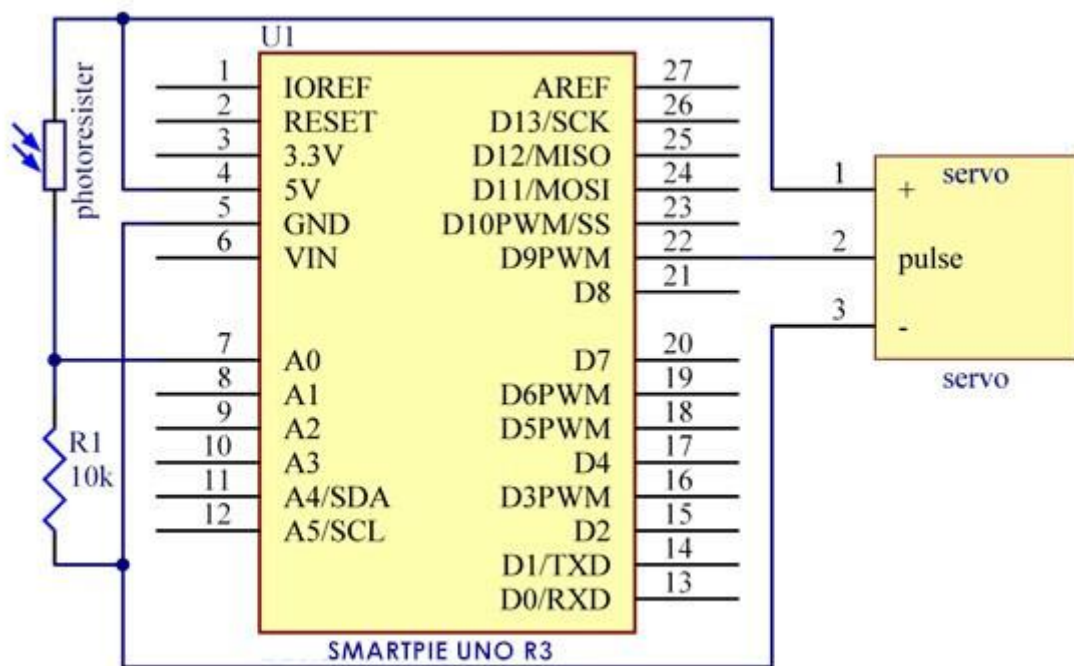 U1
photoresister
1 IOREF
2 RESET
3 3.3V
4 5V
5 GND
6 VIN
7 A0
8 A1
9 A2
10 A3
11 A4/SDA
12 A5/SCL
R1
10k
AREF 27
D13/SCK 26
D12/MISO 25
D11/MOSI 24
D10PWM/SS 23
D9PWM 22
D8 21
D7 20
D6PWM 19
D5PWM 18
D4 17
D3PWM 16
D2 15
D1/TXD 14
D0/RXD 13
SMARTPIE UNO R3
servo
1 +
2 pulse
3 -
servo